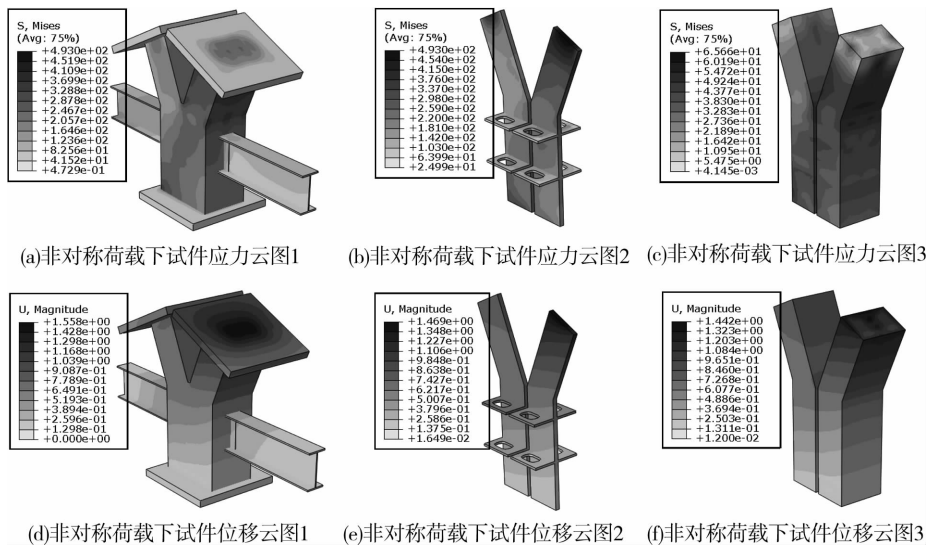 S, Mises
(Avg: 75%)
+4.930e+02
+4.519e+02
+4.109e+02
+3.699e+02
+3.288e+02
+2.878e+02
+2.467e+02
+2.057e+02
+1.646e+02
+1.236e+02
+8.256e+01
+4.152e+01
+4.729e-01
S, Mises
(Avg: 75%)
+4.930e+02
+4.540e+02
+4.150e+02
+3.760e+02
+3.370e+02
+2.980e+02
+2.590e+02
+2.200e+02
+1.810e+02
+1.420e+02
+1.030e+02
+6.399e+01
+2.499e+01
S, Mises
(Avg: 75%)
+6.566e+01
+6.019e+01
+5.472e+01
+4.924e+01
+4.377e+01
+3.830e+01
+3.283e+01
+2.736e+01
+2.189e+01
+1.642e+01
+1.095e+01
+5.475e+00
+4.145e-03
(a)非对称荷载下试件应力云图1
(b)非对称荷载下试件应力云图2
(c)非对称荷载下试件应力云图3
U, Magnitude
+1.558e+00
+1.428e+00
+1.298e+00
+1.168e+00
+1.039e+00
+9.087e-01
+7.789e-01
+6.491e-01
+5.193e-01
+3.894e-01
+2.596e-01
+1.298e-01
+0.000e+00
U, Magnitude
+1.469e+00
+1.348e+00
+1.227e+00
+1.106e+00
+9.848e-01
+8.638e-01
+7.427e-01
+6.217e-01
+5.007e-01
+3.796e-01
+2.586e-01
+1.375e-01
+1.649e-02
U, Magnitude
+1.442e+00
+1.323e+00
+1.203e+00
+1.084e+00
+9.651e-01
+8.460e-01
+7.268e-01
+6.077e-01
+4.886e-01
+3.694e-01
+2.503e-01
+1.311e-01
+1.200e-02
(d)非对称荷载下试件位移云图1
(e)非对称荷载下试件位移云图2
(f)非对称荷载下试件位移云图3